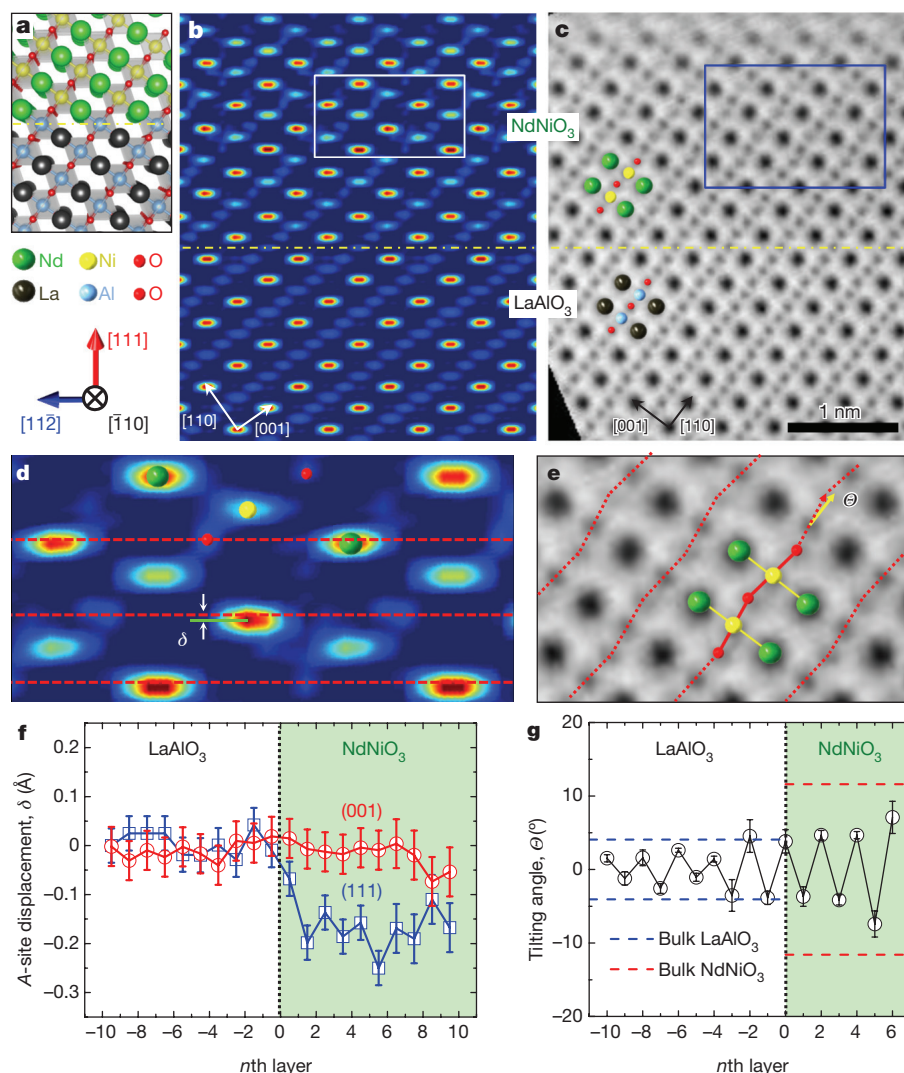 a
b
c
NdNiO₃
LaAlO₃
Nd Ni O
La Al O
[111]
[112̄]
[1̄10]
[110]
[001]
[001]
[110]
1 nm
d
δ
e
Θ
f
LaAlO₃
NdNiO₃
(001)
(111)
A-site displacement, δ (Å)
0.2
0.1
0
−0.1
−0.2
−0.3
−10 −8 −6 −4 −2 0 2 4 6 8 10
nth layer
g
LaAlO₃
NdNiO₃
Tilting angle, Θ (°)
20
10
0
−10
−20
Bulk LaAlO₃
Bulk NdNiO₃
−10 −8 −6 −4 −2 0 2 4 6
nth layer